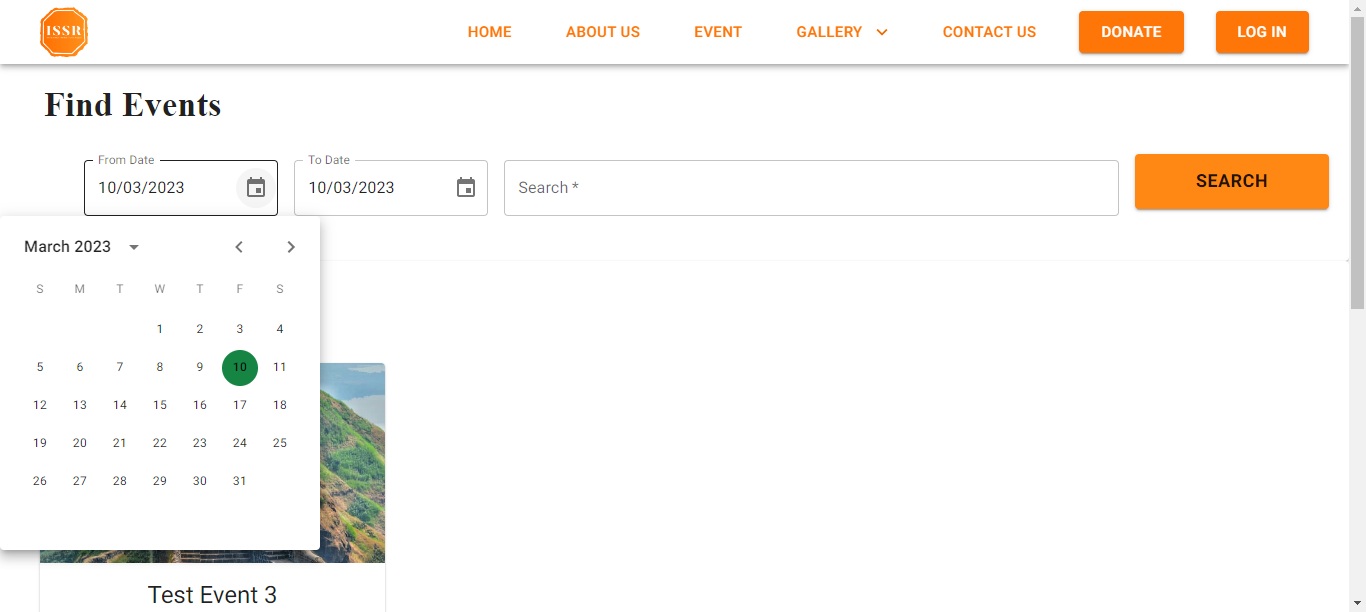 ISSR
HOME ABOUT US EVENT GALLERY CONTACT US DONATE LOG IN
Find Events
From Date To Date
10/03/2023 10/03/2023 Search * SEARCH
March 2023
S M T W T F S
1 2 3 4
5 6 7 8 9 10 11
12 13 14 15 16 17 18
19 20 21 22 23 24 25
26 27 28 29 30 31
Test Event 3